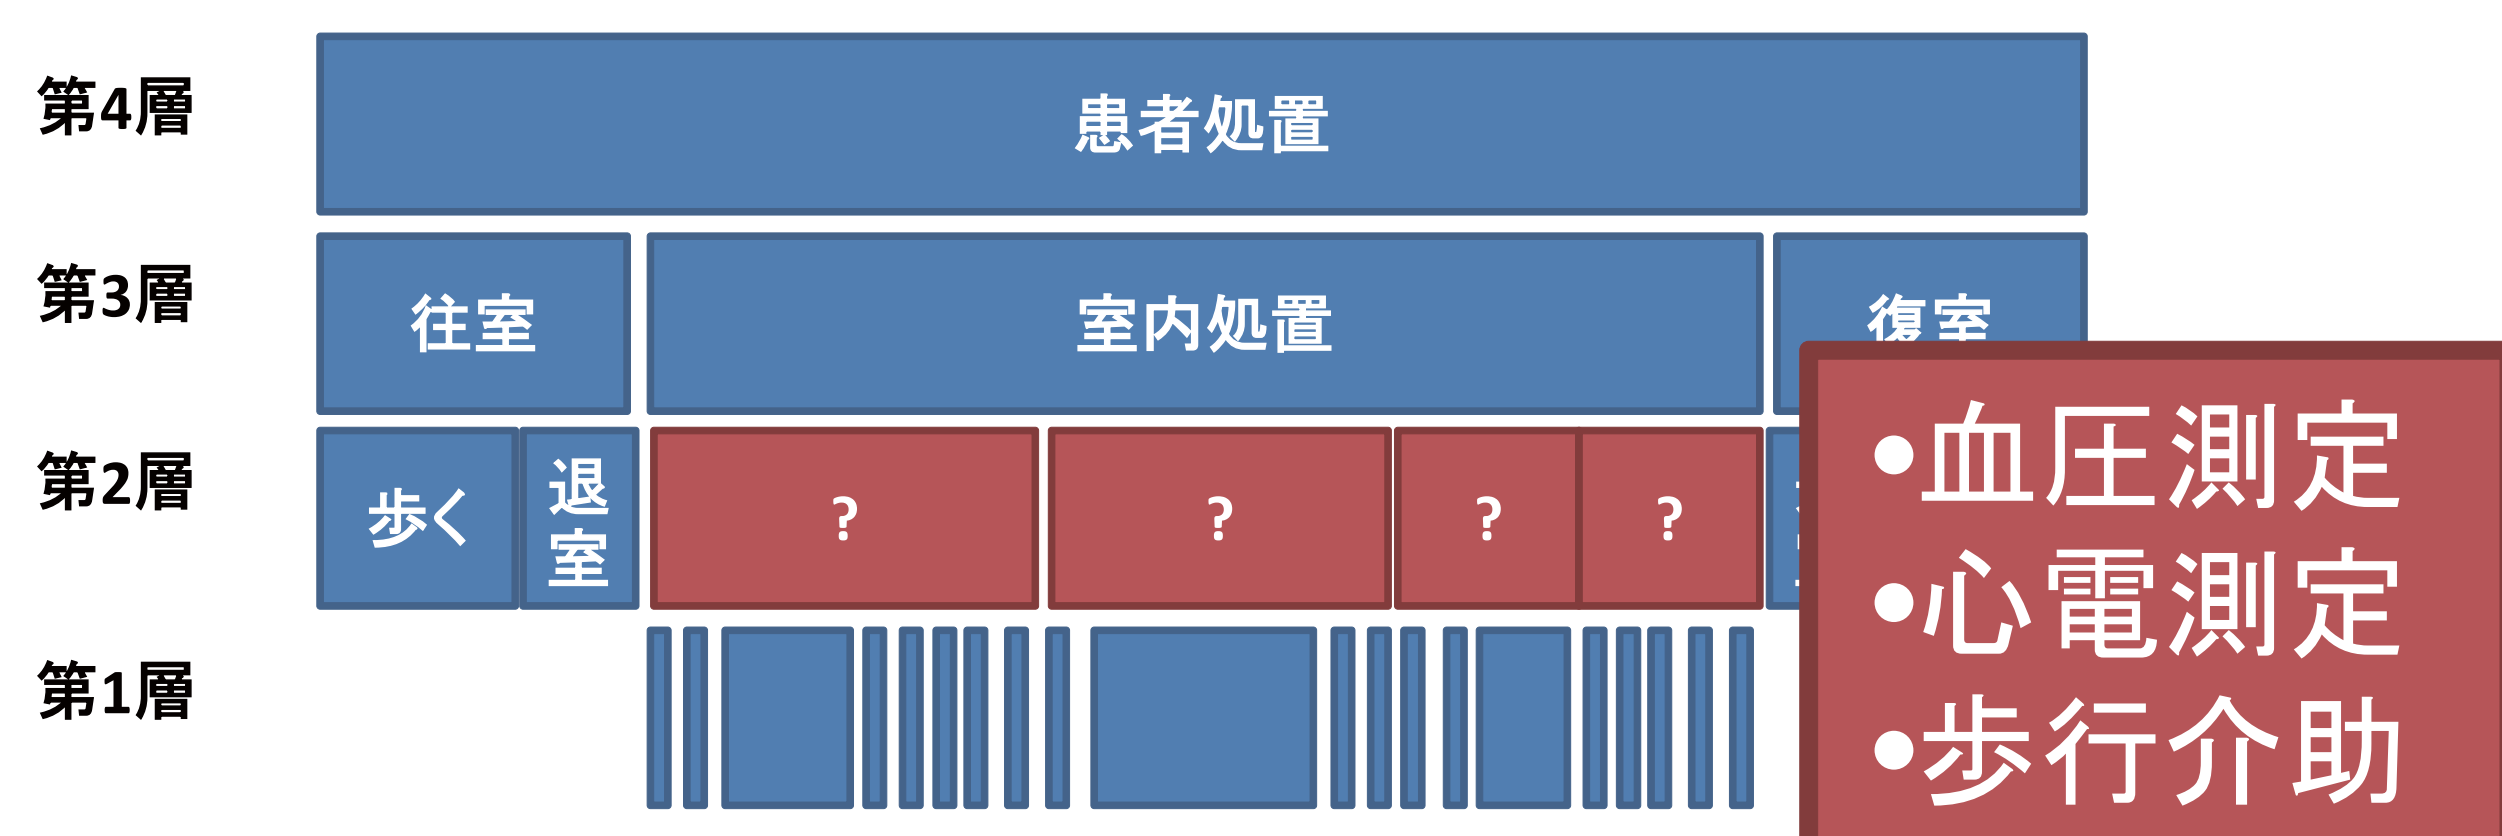 第4層
患者処置
第3層
往室
室内処置
復室
第2層
歩く
退室
?
?
?
?
第1層
•血圧測定
•心電測定
•歩行介助